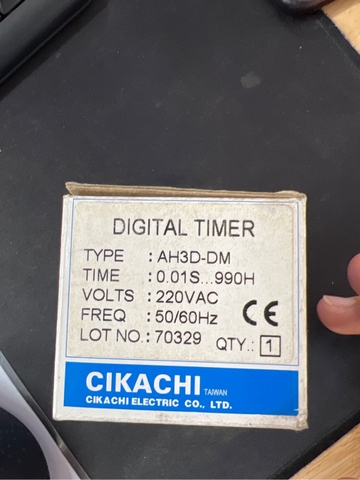 DIGITAL TIMER
TYPE : AH3D-DM
TIME : 0.01S...990H
VOLTS : 220VAC
FREQ : 50/60Hz CE
LOT NO.: 70329 QTY.: 1
CIKACHI TAIWAN
CIKACHI ELECTRIC CO., LTD.